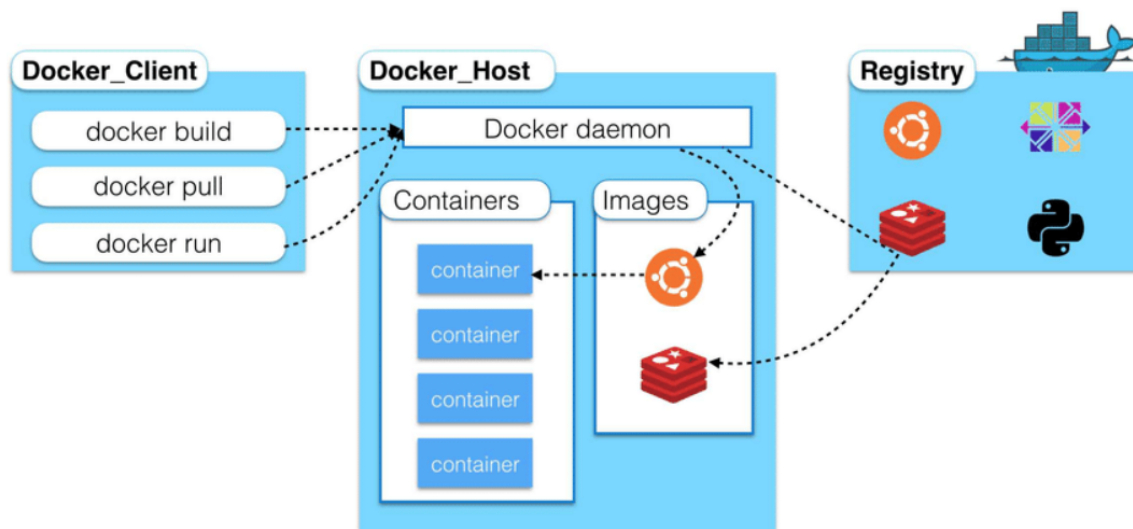 Docker_Client
docker build
docker pull
docker run
Docker_Host
Docker daemon
Containers
container
container
container
container
Images
Registry